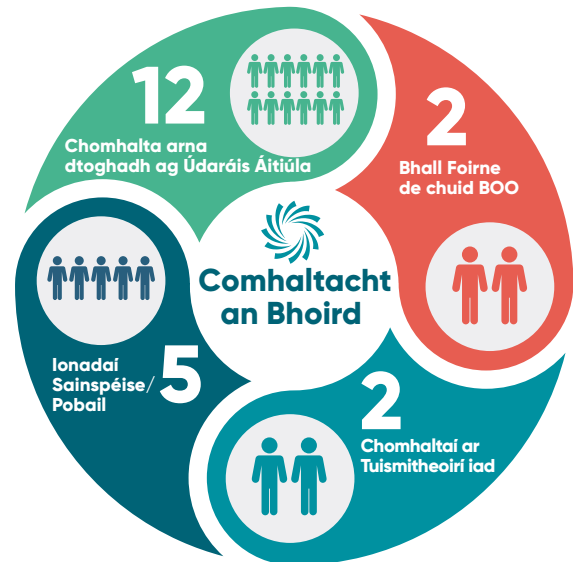 12
Chomhalta arna
dtoghadh ag Údaráis Áitiúla
2
Bhall Foirne
de chuid BOO
Comhaltacht
an Bhoird
Ionadaí
Sainspéise/
Pobail
5
2
Chomhaltaí ar
Tuismitheoirí iad